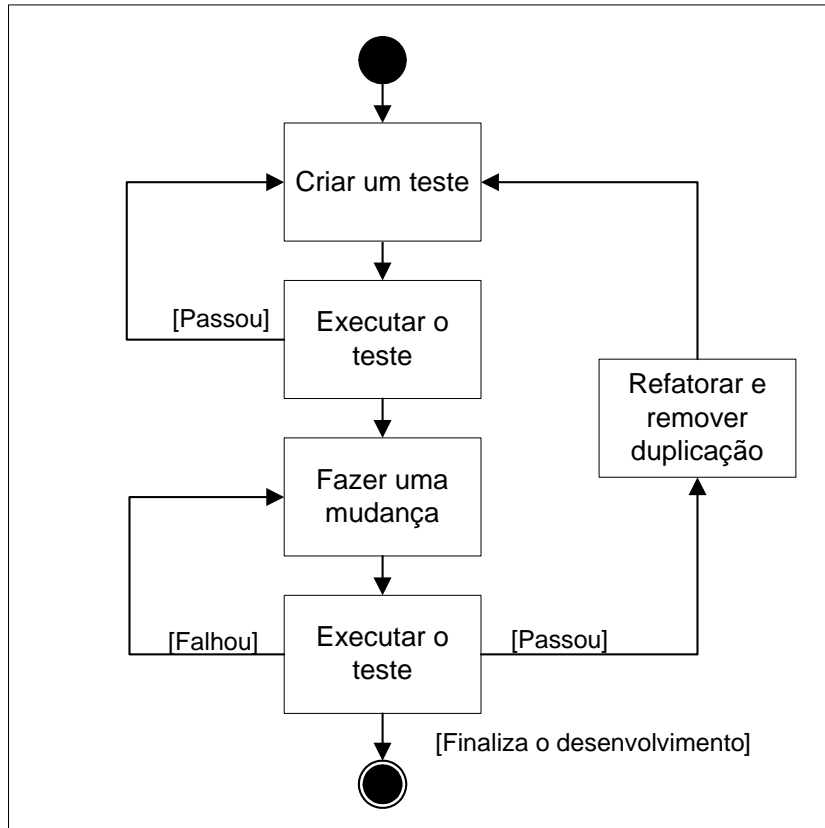 Criar um teste
[Passou]
Executar o
teste
Refatorar e
remover
duplicação
Fazer uma
mudança
[Falhou]
Executar o
teste
[Passou]
[Finaliza o desenvolvimento]